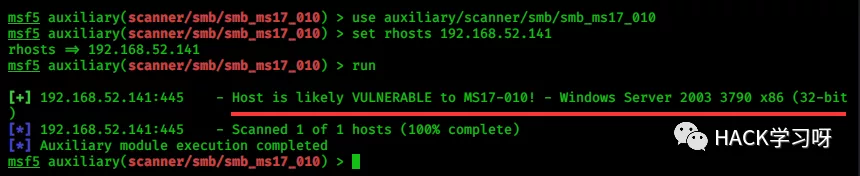 msf5 auxiliary(scanner/smb/smb_ms17_010) > use auxiliary/scanner/smb/smb_ms17_010
msf5 auxiliary(scanner/smb/smb_ms17_010) > set rhosts 192.168.52.141
rhosts => 192.168.52.141
msf5 auxiliary(scanner/smb/smb_ms17_010) > run
[+] 192.168.52.141:445    - Host is likely VULNERABLE to MS17-010! - Windows Server 2003 3790 x86 (32-bit
)
[*] 192.168.52.141:445    - Scanned 1 of 1 hosts (100% complete)
[*] Auxiliary module execution completed
msf5 auxiliary(scanner/smb/smb_ms17_010) >
HACK学习呀